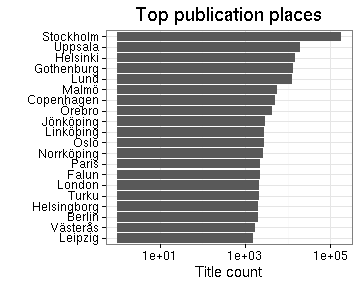 Top publication places
Stockholm
Uppsala
Helsinki
Gothenburg
Lund
Malmö
Copenhagen
Örebro
Jönköping
Linköping
Oslo
Norrköping
Paris
Falun
London
Turku
Helsingborg
Berlin
Västerås
Leipzig
1e+01 1e+03 1e+05
Title count